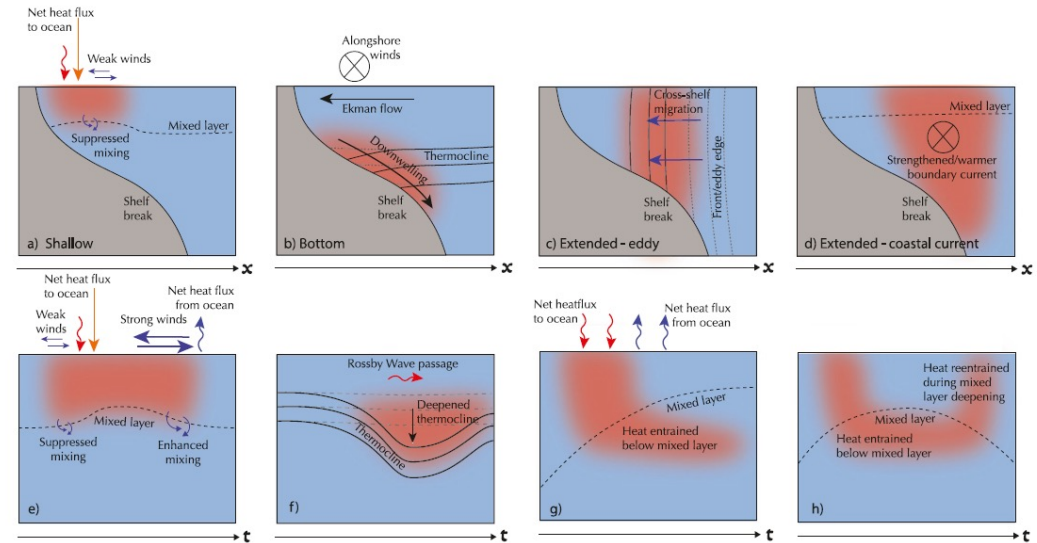 Net heat flux
to ocean
Weak winds
Mixed layer
Suppressed
mixing
Shelf
break
a) Shallow
x
Alongshore
winds
Ekman flow
Thermocline
Downwelling
Shelf
break
b) Bottom
x
Cross-shelf
migration
Front/eddy edge
Shelf
break
c) Extended - eddy
x
Mixed layer
Strengthened/warmer
boundary current
Shelf
break
d) Extended - coastal current
x
Net heat flux
to ocean
Net heat flux
from ocean
Weak
winds
Strong winds
Mixed layer
Suppressed
mixing
Enhanced
mixing
e)
t
Rossby Wave passage
Deepened
thermocline
Thermocline
f)
t
Net heatflux
to ocean
Net heat flux
from ocean
Mixed layer
Heat entrained
below mixed layer
g)
t
Heat reentrained
during mixed
layer deepening
Mixed layer
Heat entrained
below mixed layer
h)
t